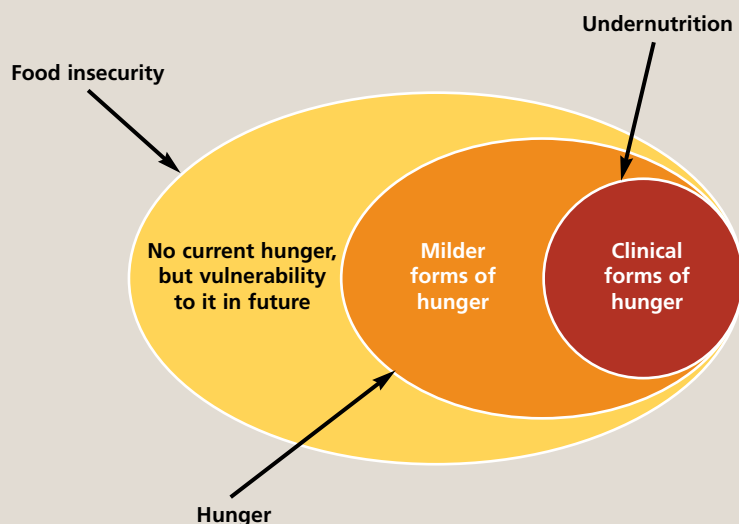 Undernutrition
Food insecurity
No current hunger,
but vulnerability
to it in future
Milder
forms of
hunger
Clinical
forms of
hunger
Hunger